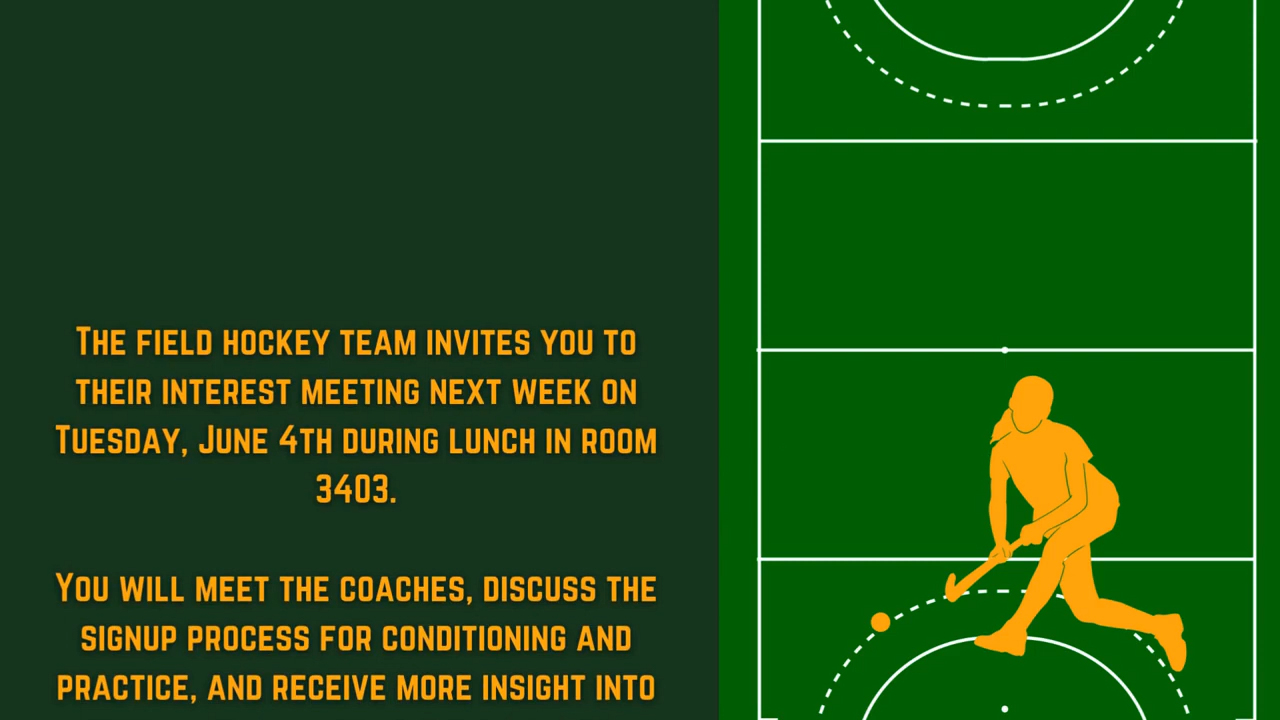 The field hockey team invites you to
their interest meeting next week on
Tuesday, June 4th during lunch in room
3403.
You will meet the coaches, discuss the
signup process for conditioning and
practice, and receive more insight into